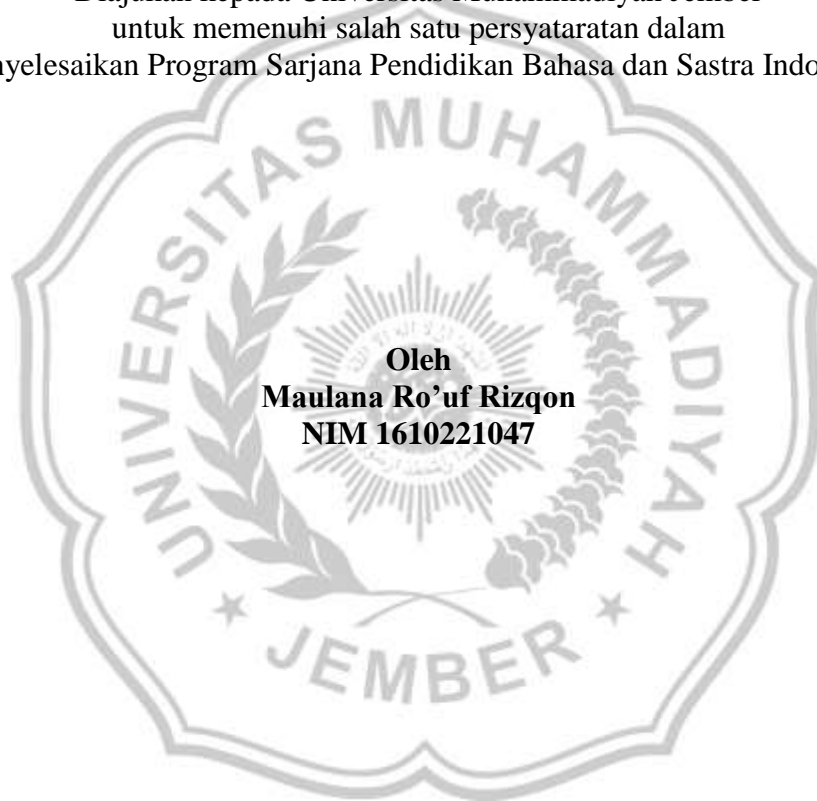 Diajukan kepada Universitas Muhammadiyah Jember
untuk memenuhi salah satu persyataratan dalam
nyelesaikan Program Sarjana Pendidikan Bahasa dan Sastra Indo
UNIVERSITAS MUHAMMADIYAH
Oleh
Maulana Ro’uf Rizqon
NIM 1610221047
JEMBER